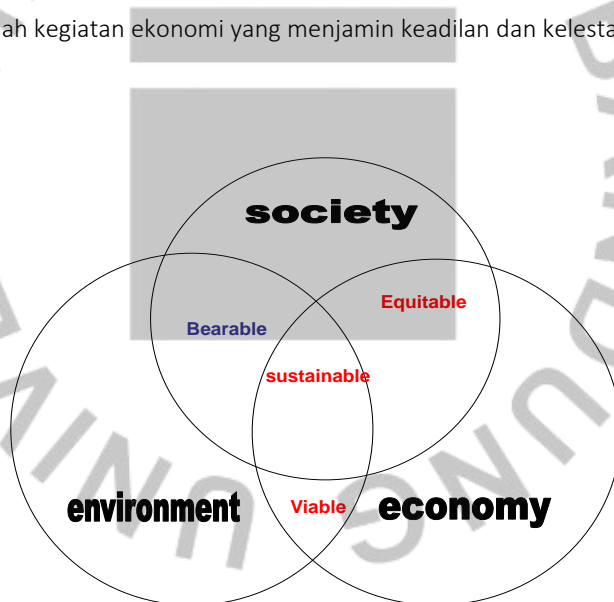 ah kegiatan ekonomi yang menjamin keadilan dan kelesta
society
Equitable
Bearable
sustainable
environment
Viable
economy